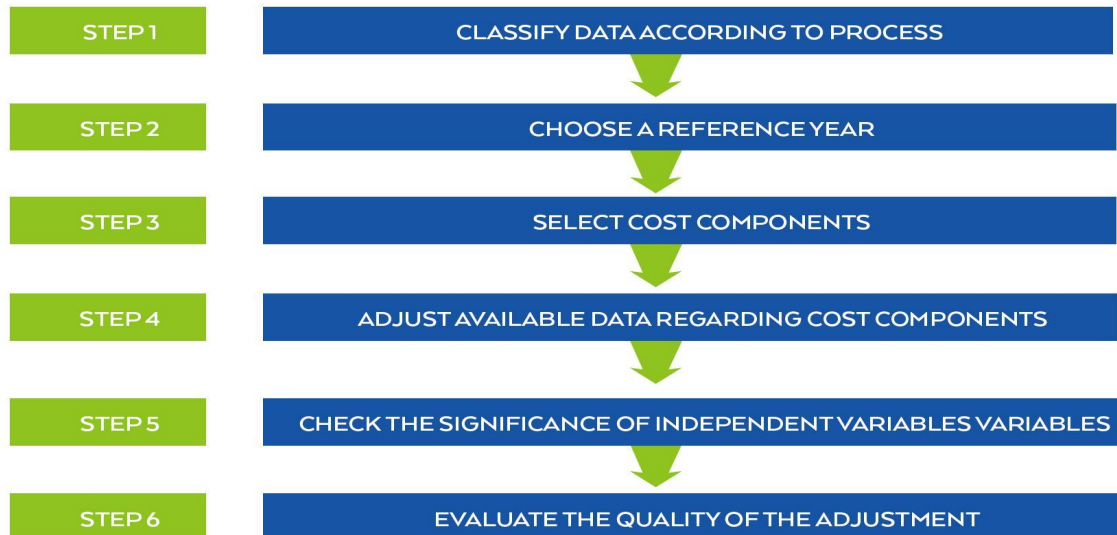 STEP 1
CLASSIFY DATA ACCORDING TO PROCESS
STEP 2
CHOOSE A REFERENCE YEAR
STEP 3
SELECT COST COMPONENTS
STEP 4
ADJUST AVAILABLE DATA REGARDING COST COMPONENTS
STEP 5
CHECK THE SIGNIFICANCE OF INDEPENDENT VARIABLES VARIABLES
STEP 6
EVALUATE THE QUALITY OF THE ADJUSTMENT